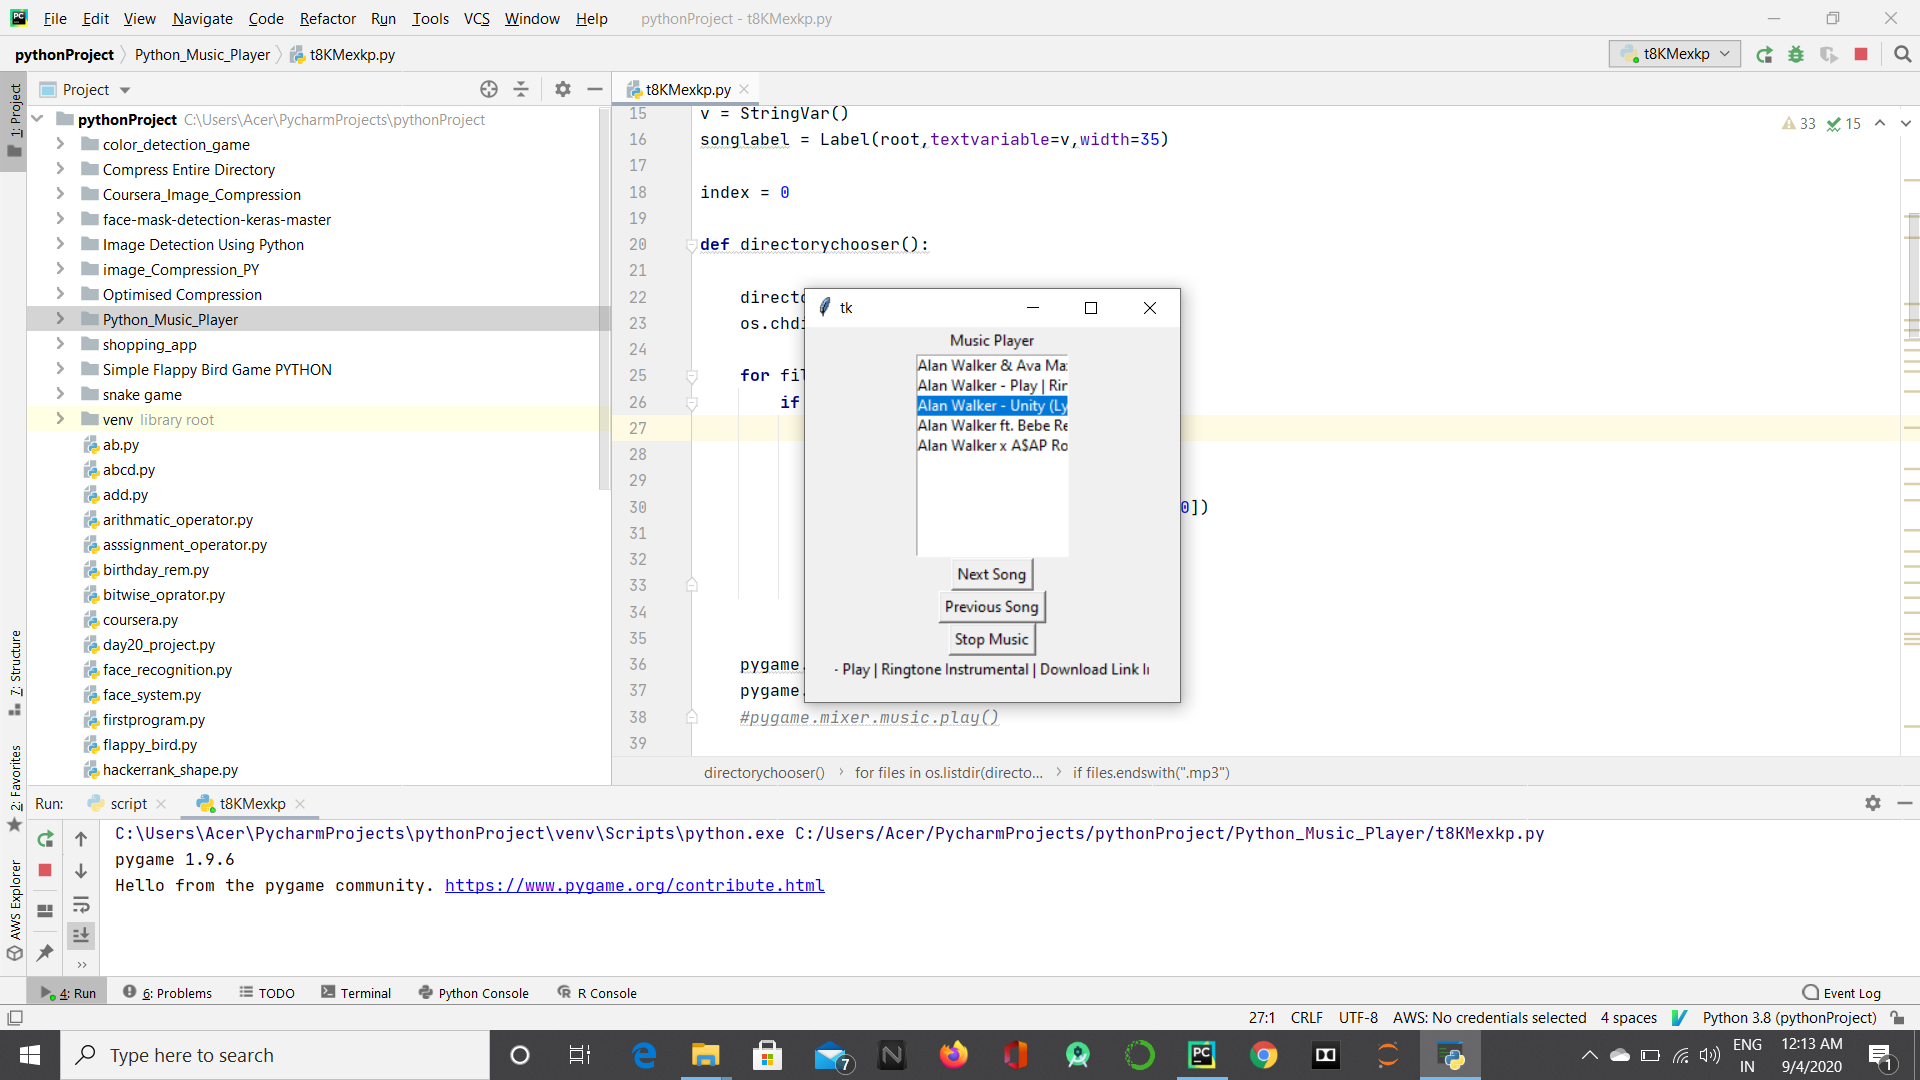 File Edit View Navigate Code Refactor Run Tools VCS Window Help pythonProject - t8KMexkp.py
pythonProject Python_Music_Player t8KMexkp.py
t8KMexkp
1: Project
7: Structure
2: Favorites
AWS Explorer
Project
pythonProject C:\Users\Acer\PycharmProjects\pythonProject
color_detection_game
Compress Entire Directory
Coursera_Image_Compression
face-mask-detection-keras-master
Image Detection Using Python
image_Compression_PY
Optimised Compression
Python_Music_Player
shopping_app
Simple Flappy Bird Game PYTHON
snake game
venv library root
ab.py
abcd.py
add.py
arithmatic_operator.py
asssignment_operator.py
birthday_rem.py
bitwise_oprator.py
coursera.py
day20_project.py
face_recognition.py
face_system.py
firstprogram.py
flappy_bird.py
hackerrank_shape.py
t8KMexkp.py
33 15
15 v = StringVar()
16 songlabel = Label(root,textvariable=v,width=35)
17
18 index = 0
19
20 def directorychooser():
21
22 directo
23 os.chdi
24
25 for fil
26 if
27
28
29
30 0])
31
32
33
34
35
36 pygame.
37 pygame.
38 #pygame.mixer.music.play()
39
directorychooser() for files in os.listdir(directo... if files.endswith(".mp3")
tk
Music Player
Alan Walker & Ava Ma
Alan Walker - Play | Rin
Alan Walker - Unity (Ly
Alan Walker ft. Bebe Re
Alan Walker x A$AP Ro
Next Song
Previous Song
Stop Music
- Play | Ringtone Instrumental | Download Link I
Run: script t8KMexkp
C:\Users\Acer\PycharmProjects\pythonProject\venv\Scripts\python.exe C:/Users/Acer/PycharmProjects/pythonProject/Python_Music_Player/t8KMexkp.py
pygame 1.9.6
Hello from the pygame community. https://www.pygame.org/contribute.html
4: Run 6: Problems TODO Terminal Python Console R Console Event Log
27:1 CRLF UTF-8 AWS: No credentials selected 4 spaces Python 3.8 (pythonProject)
Type here to search
7
ENG
IN
12:13 AM
9/4/2020
1